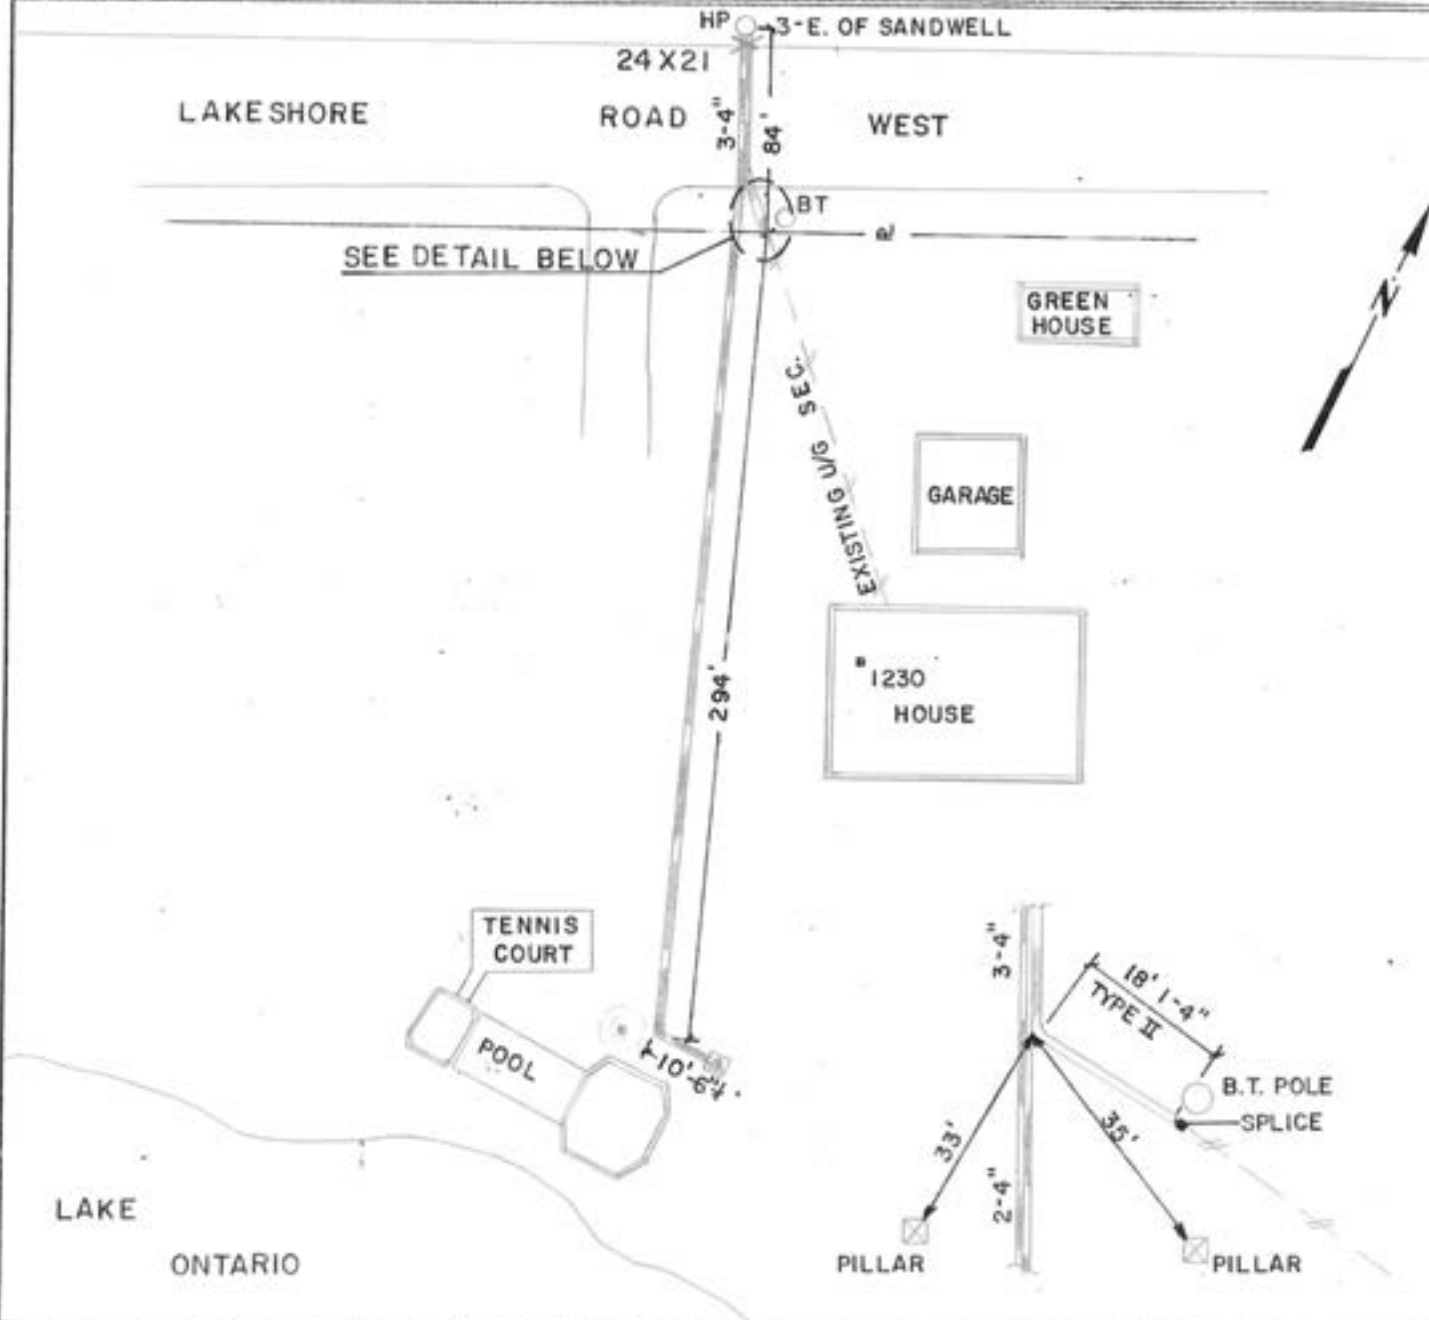 HP
3-E. OF SANDWELL
24 X 21
LAKESHORE ROAD WEST
3-4"
84'
BT
SEE DETAIL BELOW
GREEN
HOUSE
N
EXISTING U/G SEC.
GARAGE
294'
1230
HOUSE
TENNIS
COURT
POOL
10'-6"
3-4"
18' 1-4"
TYPE II
B.T. POLE
SPLICE
33'
35'
2-4"
PILLAR
PILLAR
LAKE
ONTARIO